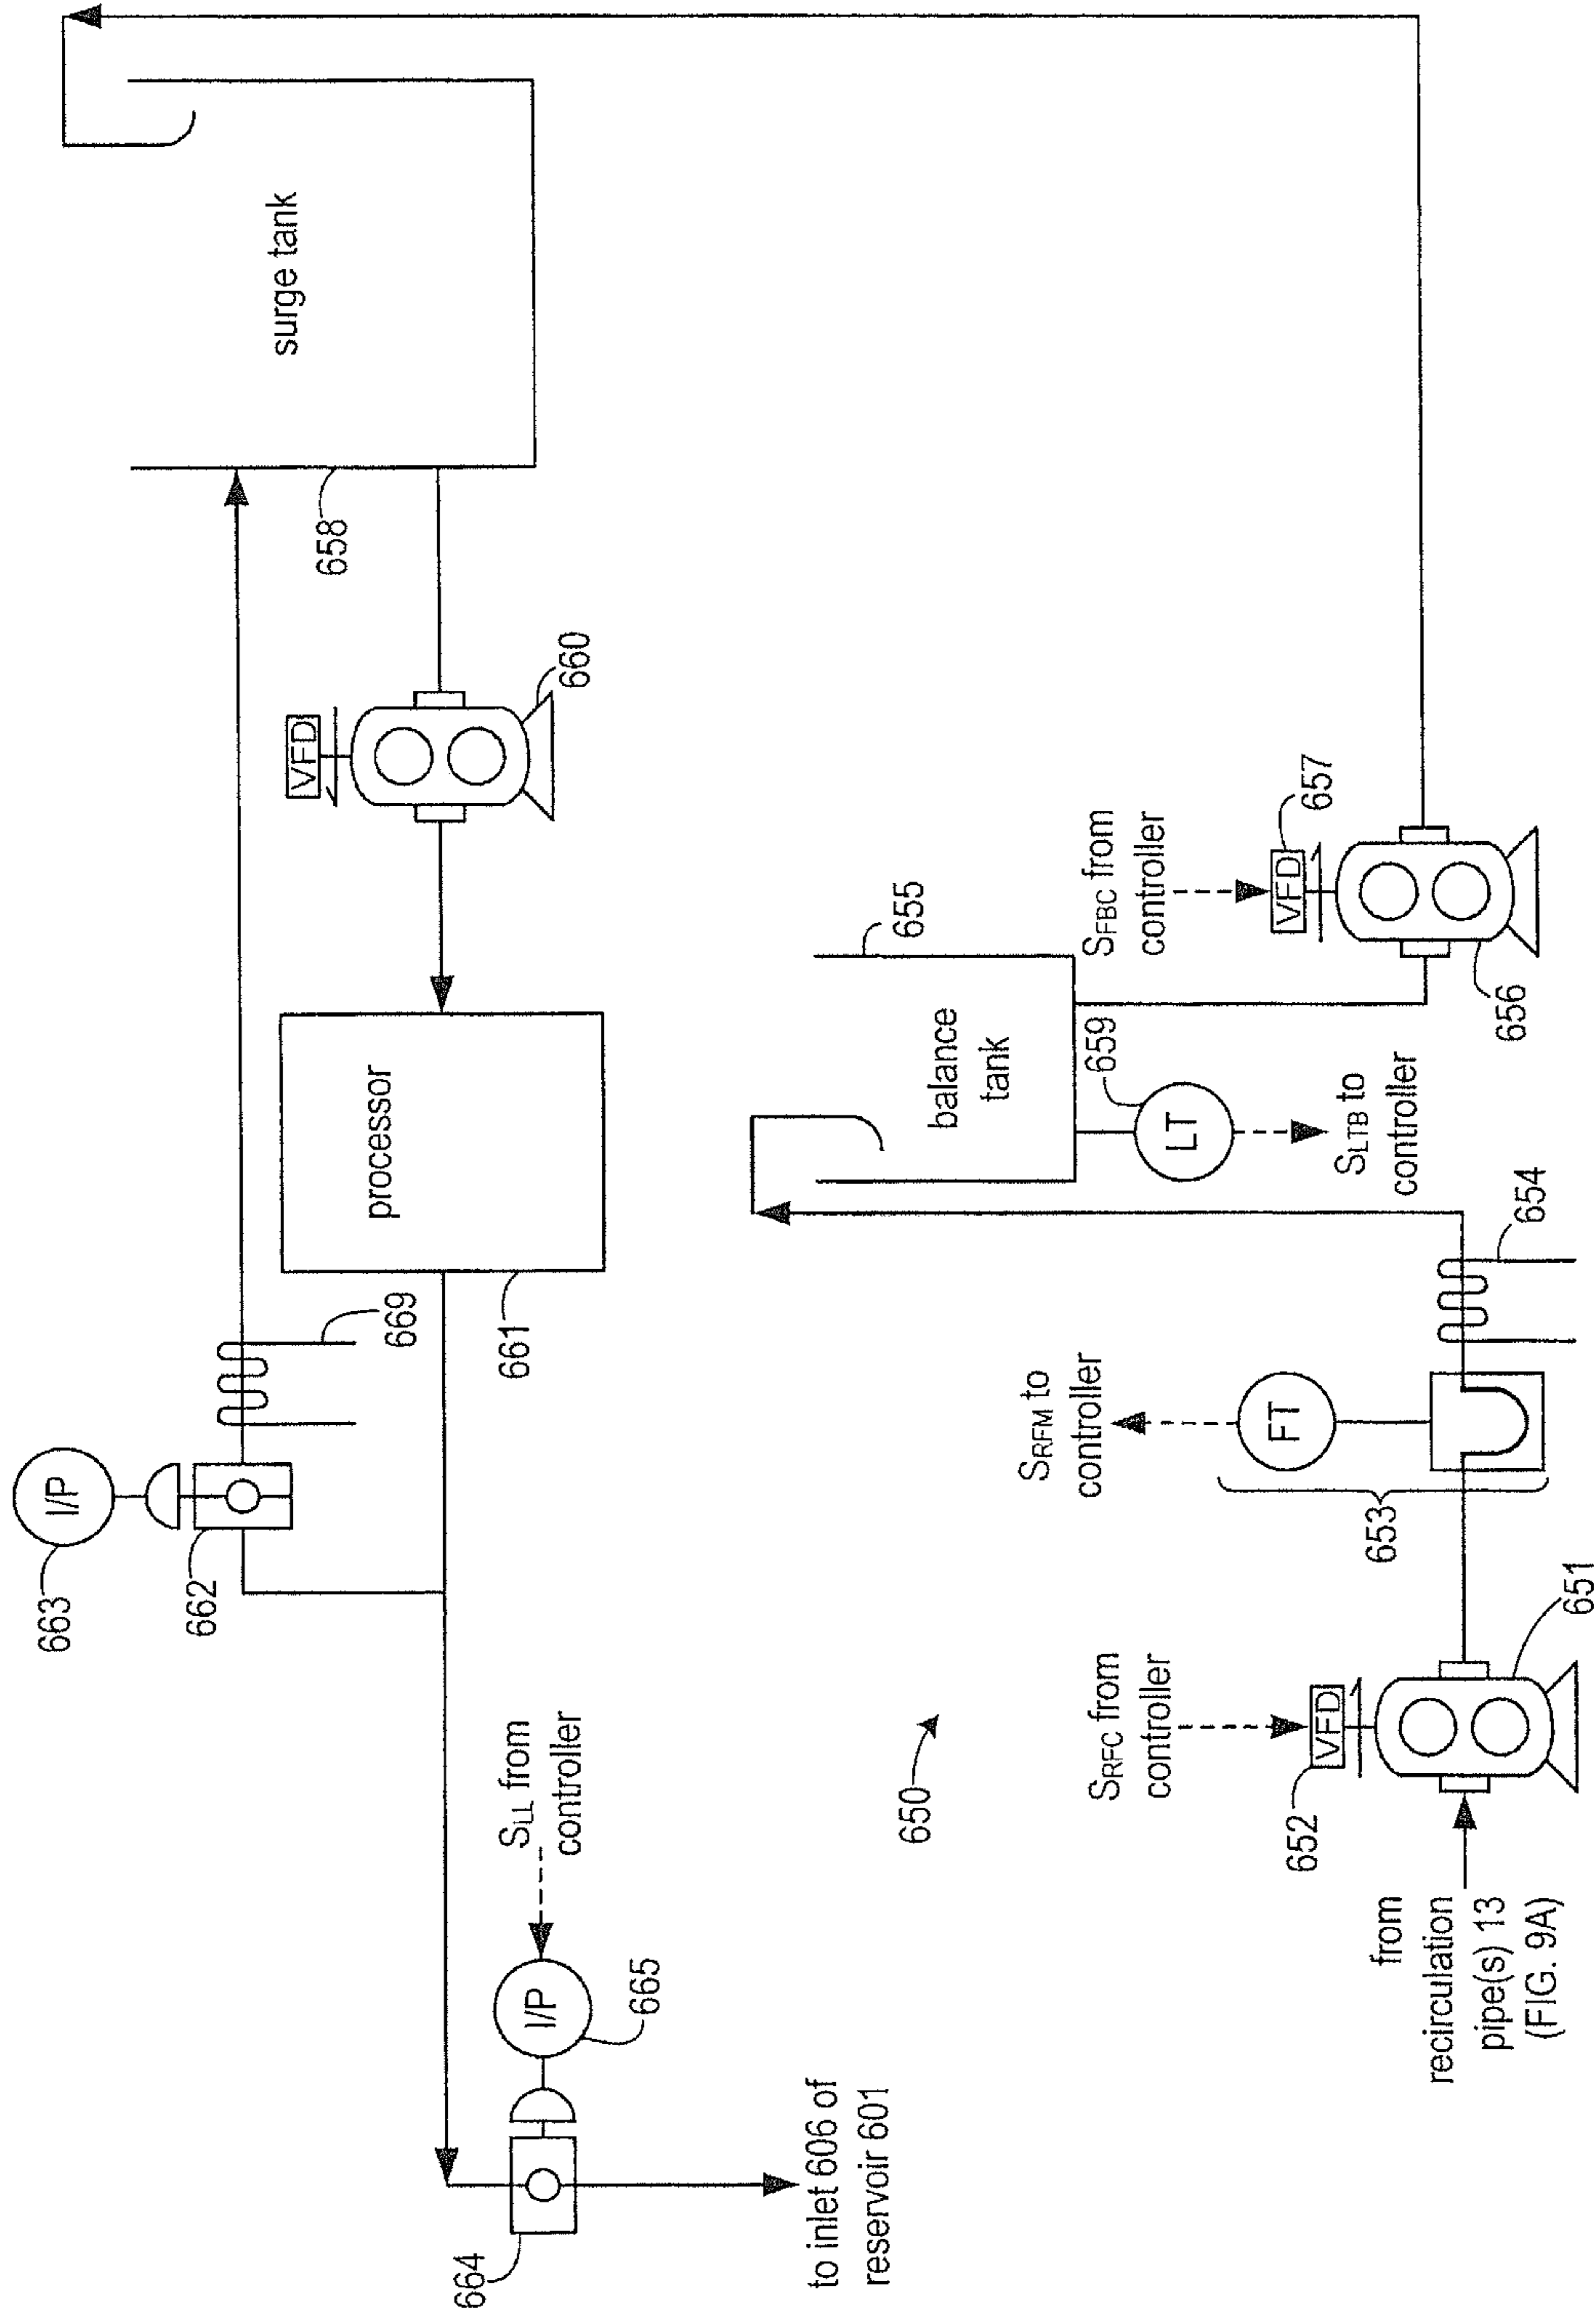 surge tank
658
VFD
660
processor
661
669
I/P
663
662
SLL from
controller
I/P
665
664
to inlet 606 of
reservoir 601
650
655
balance
tank
659
LT
SLTB to
controller
SFBC from
controller
VFD
657
656
654
SRFM to
controller
FT
653
SRFC from
controller
VFD
652
651
from
recirculation
pipe(s) 13
(FIG. 9A)